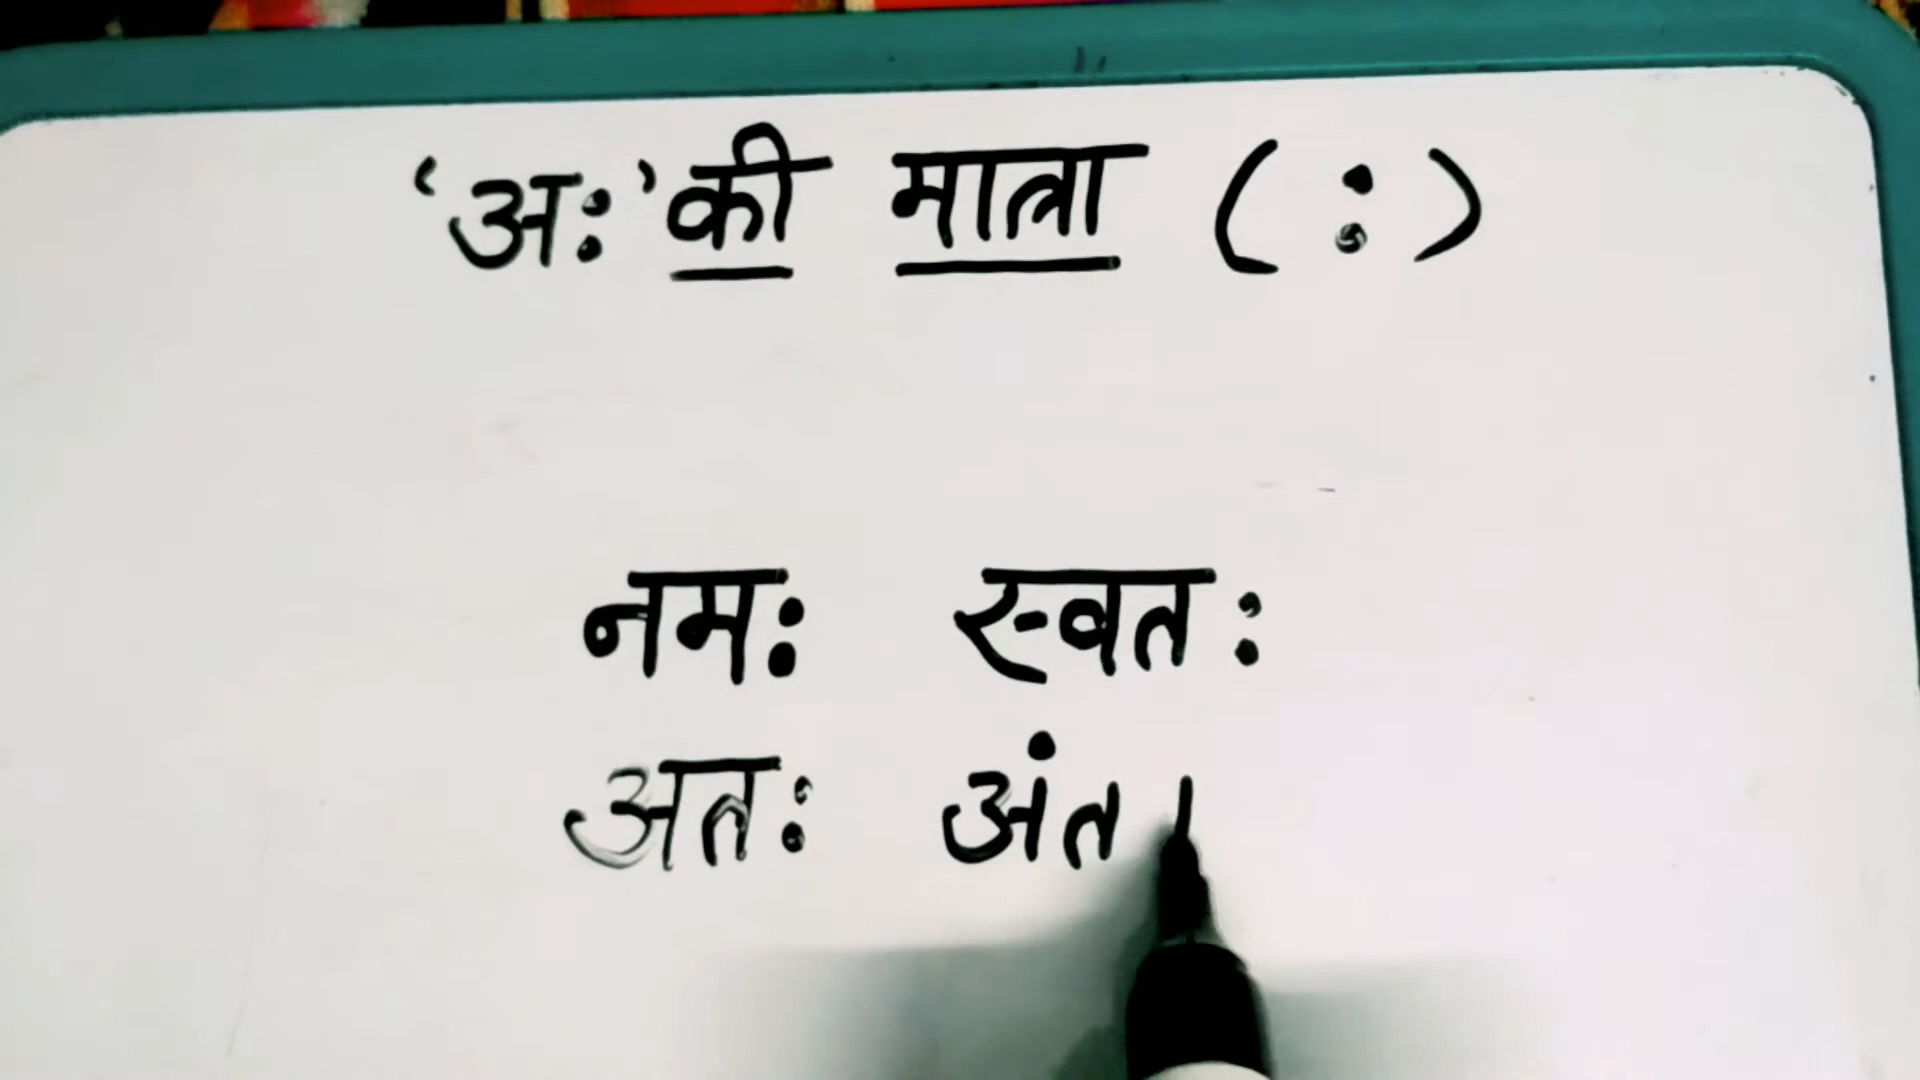 ‘अः’ की मात्रा (ः)
नमः स्वतः
अतः अंत।